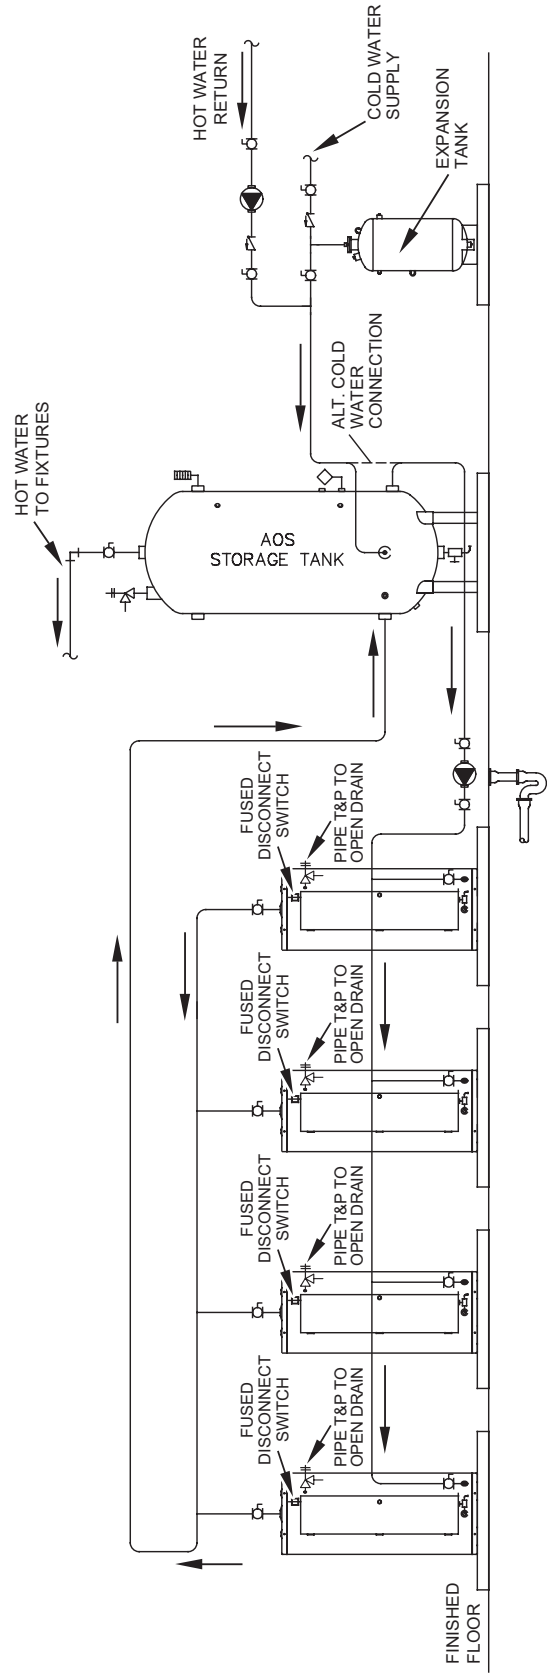 FINISHED
FLOOR
FUSED
DISCONNECT
SWITCH
PIPE T&P TO
OPEN DRAIN
FUSED
DISCONNECT
SWITCH
PIPE T&P TO
OPEN DRAIN
FUSED
DISCONNECT
SWITCH
PIPE T&P TO
OPEN DRAIN
FUSED
DISCONNECT
SWITCH
PIPE T&P TO
OPEN DRAIN
HOT WATER
TO FIXTURES
AOS
STORAGE TANK
ALT. COLD
WATER
CONNECTION
HOT WATER
RETURN
COLD WATER
SUPPLY
EXPANSION
TANK